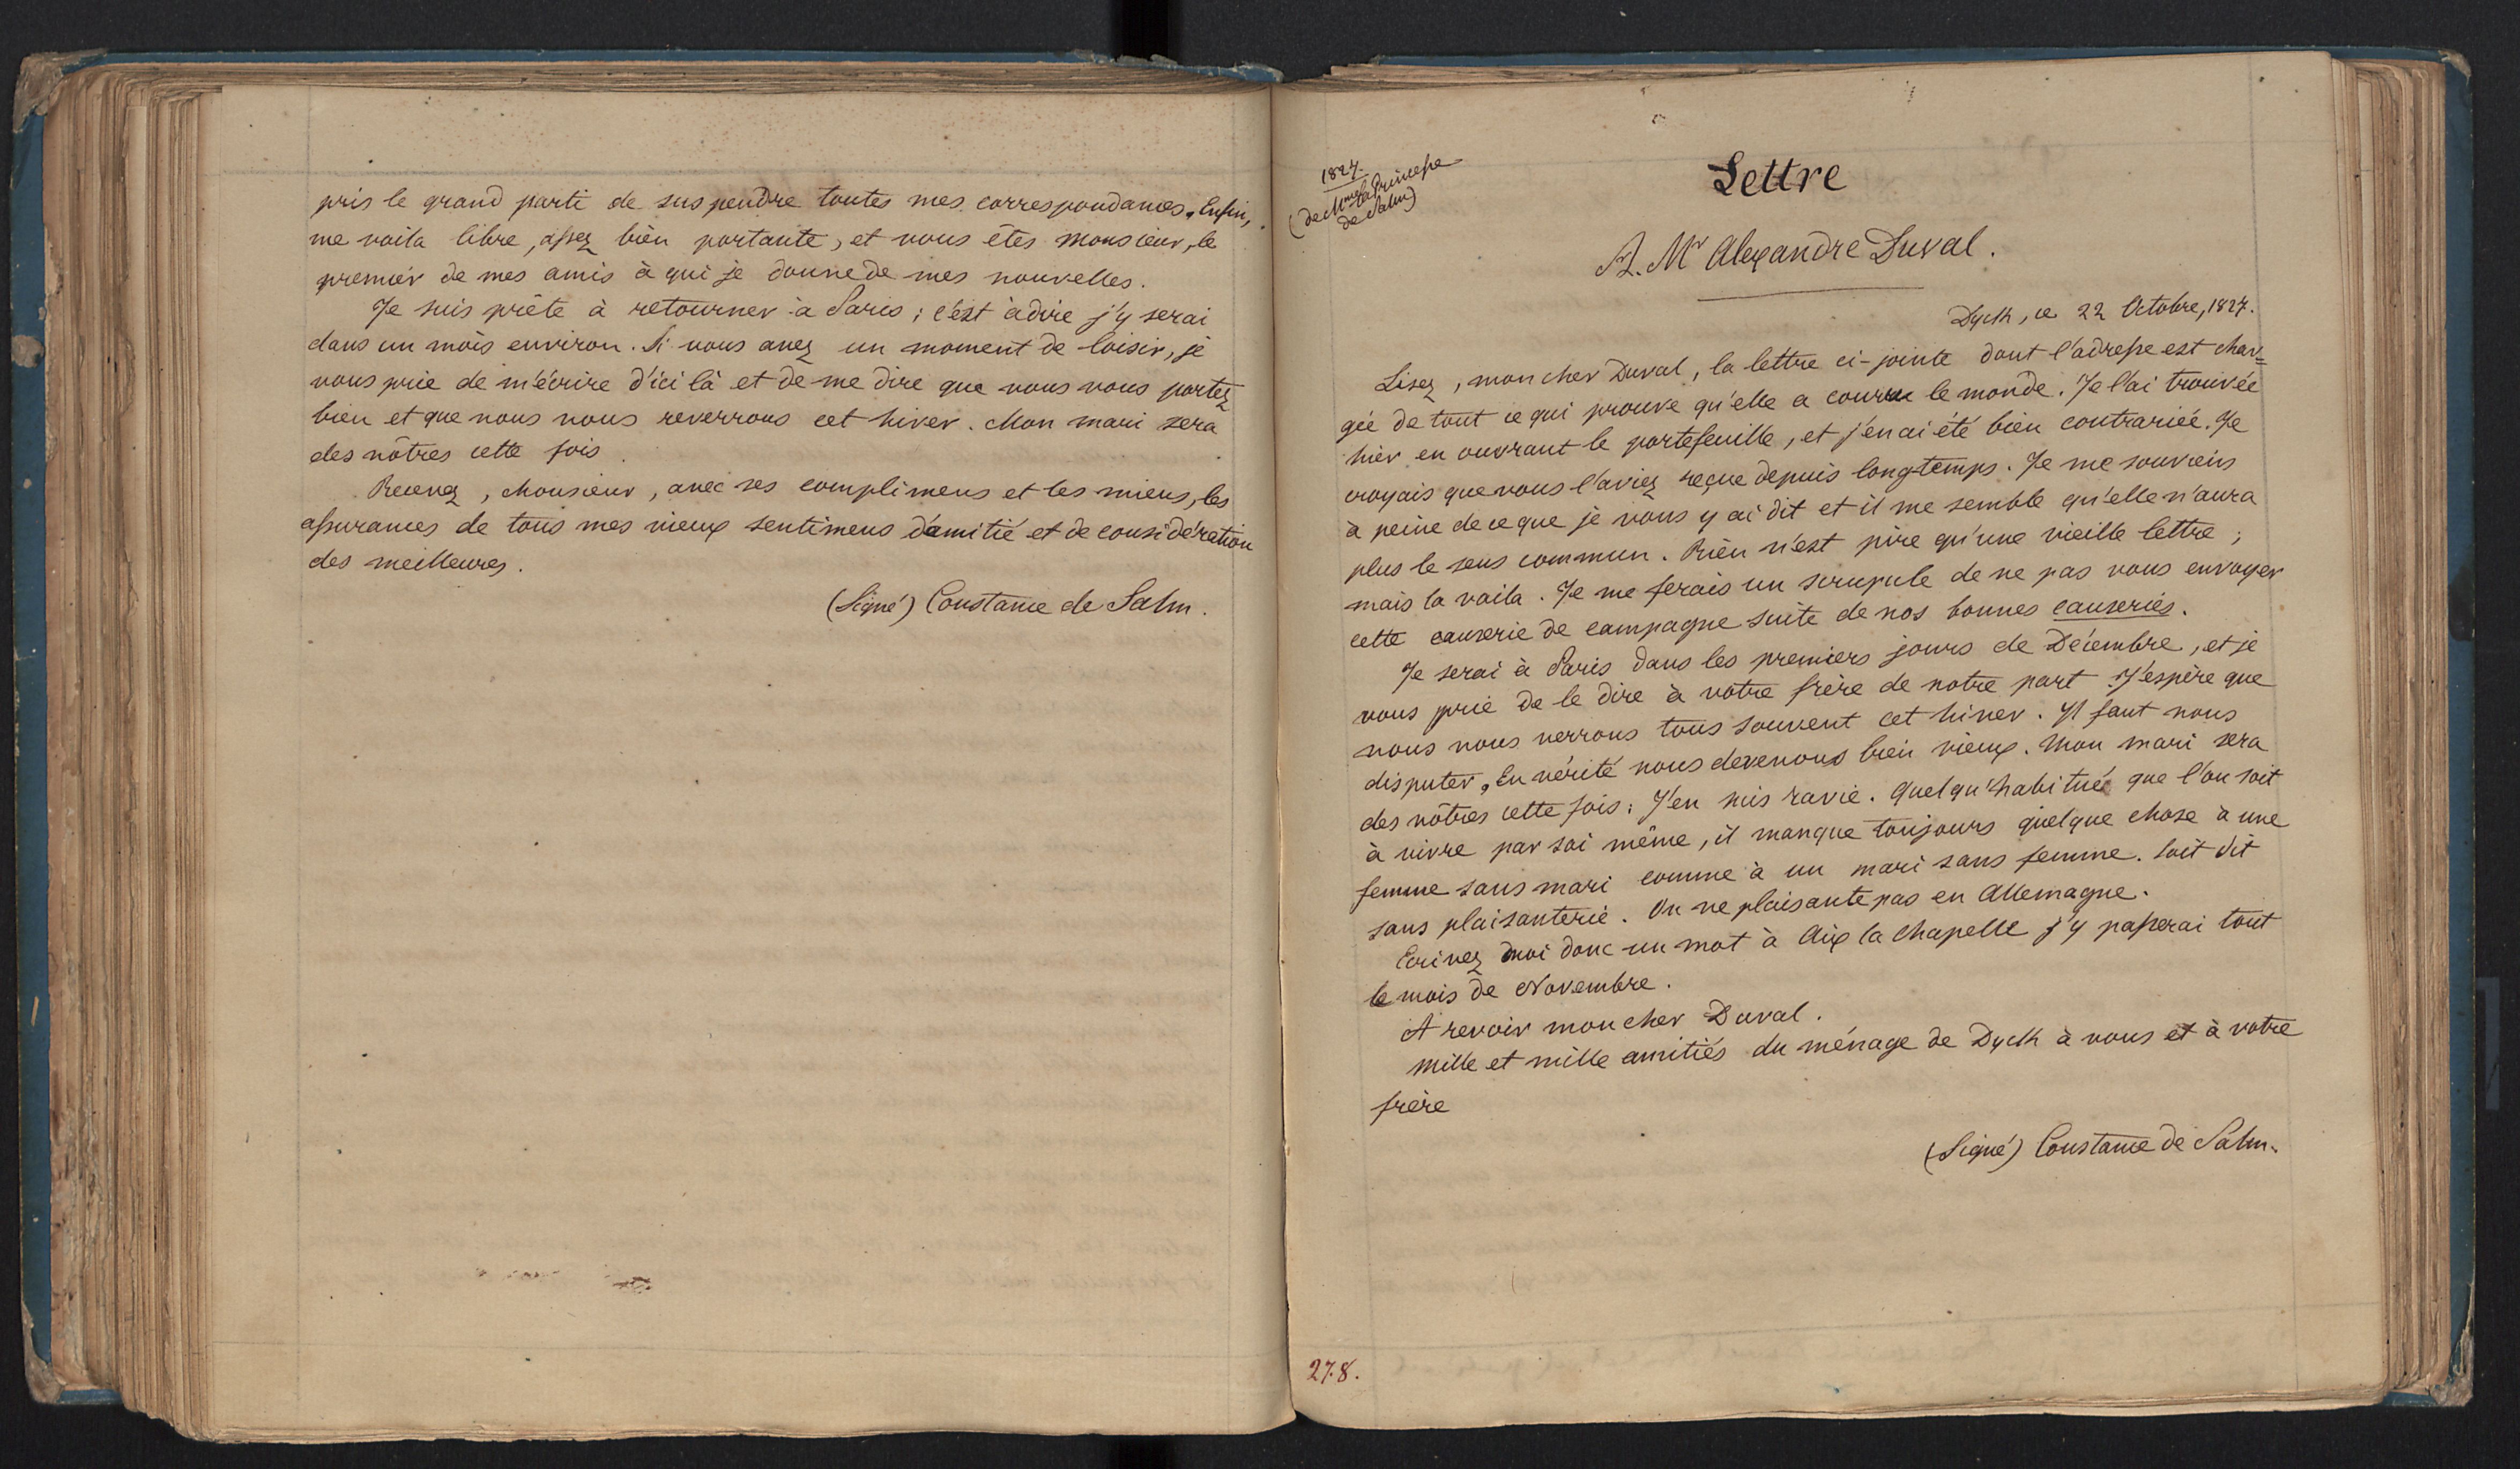 pris le grand parti de suspendre toutes mes correspondances. Enfin,
me voila libre, assez bien portante, et vous êtes monsieur, le
premier de mes amis à qui je donne de mes nouvelles.
Je suis prête à retourner à Paris ; c'est à dire j'y serai
dans un mois environ. Si vous avez un moment de loisir, je
vous prie de m'écrire d'ici là et de me dire que vous vous portez
bien et que nous nous reverrons cet hiver. Mon mari sera
des nôtres cette fois.
Recevez, Monsieur, avec ses complimens et les miens, les
assurances de tous mes vieux sentimens d'amitié et de considération
des meilleures.
(Signé) Constance de Salm.
1827.
(de Mme la Princesse
de Salm)
Lettre
A. Mr Alexandre Duval.
Dyck, ce 22 Octobre, 1827.
Lisez, mon cher Duval, la lettre ci-jointe dont l'adresse est char=
gée de tout ce qui prouve qu'elle a couru le monde. Je l'ai trouvée
hier en ouvrant le portefeuille, et j'en ai été bien contrariée. Je
croyais que vous l'aviez reçue depuis longtemps. Je me souviens
à peine de ce que je vous y ai dit et il me semble qu'elle n'aura
plus le sens commun. Rien n'est pire qu'une vieille lettre ;
mais la voila. Je me ferais un scrupule de ne pas vous envoyer
cette causerie de campagne suite de nos bonnes causeries.
Je serai à Paris dans les premiers jours de Décembre, et je
vous prie de le dire à votre frère de notre part. J'espère que
nous nous verrons tous souvent cet hiver. Il faut nous
disputer, En vérité nous devenons bien vieux. Mon mari sera
des nôtres cette fois : J'en suis ravie. Quelqu'habitué que l'on soit
à vivre par soi même, il manque toujours quelque chose à une
femme sans mari comme à un mari sans femme. Soit dit
sans plaisanterie. On ne plaisante pas en Allemagne.
Ecrivez moi donc un mot à Aix la Chapelle j'y passerai tout
le mois de Novembre.
A revoir mon cher Duval.
Mille et mille amitiés du ménage de Dyck à vous et à votre
frère
(Signé) Constance de Salm.
278.